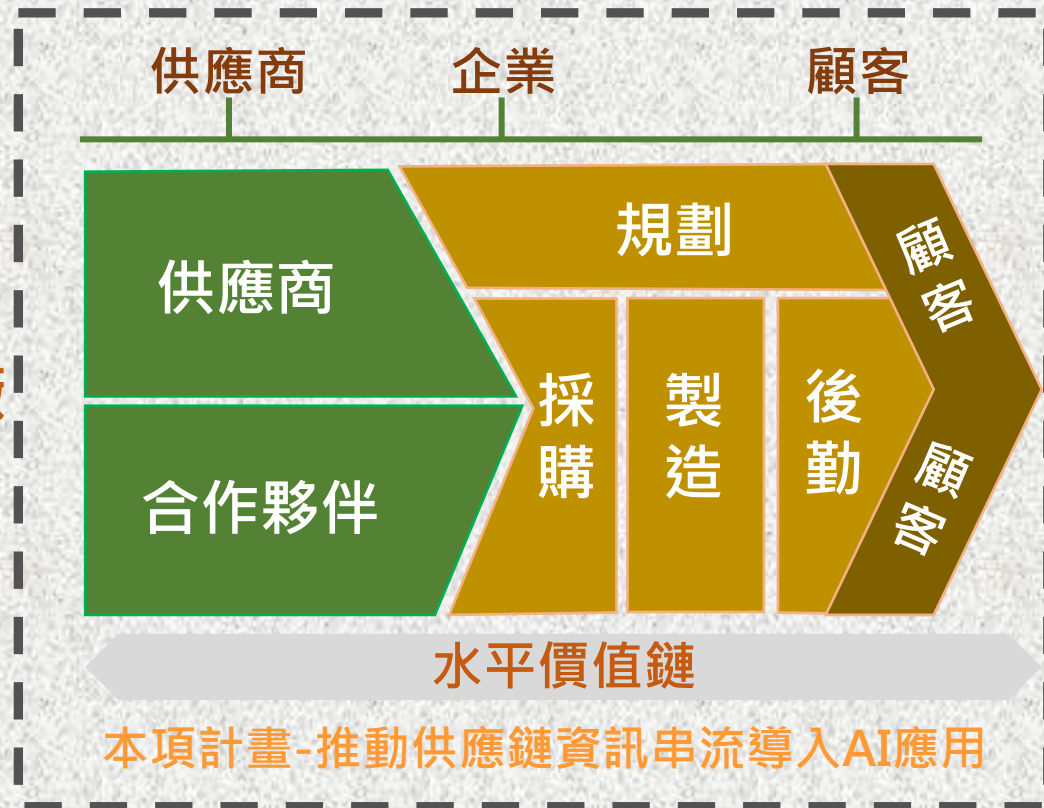 供應商 企業 顧客
規劃
顧客
供應商
採購 製造 後勤
合作夥伴
顧客
水平價值鏈
本項計畫-推動供應鏈資訊串流導入AI應用